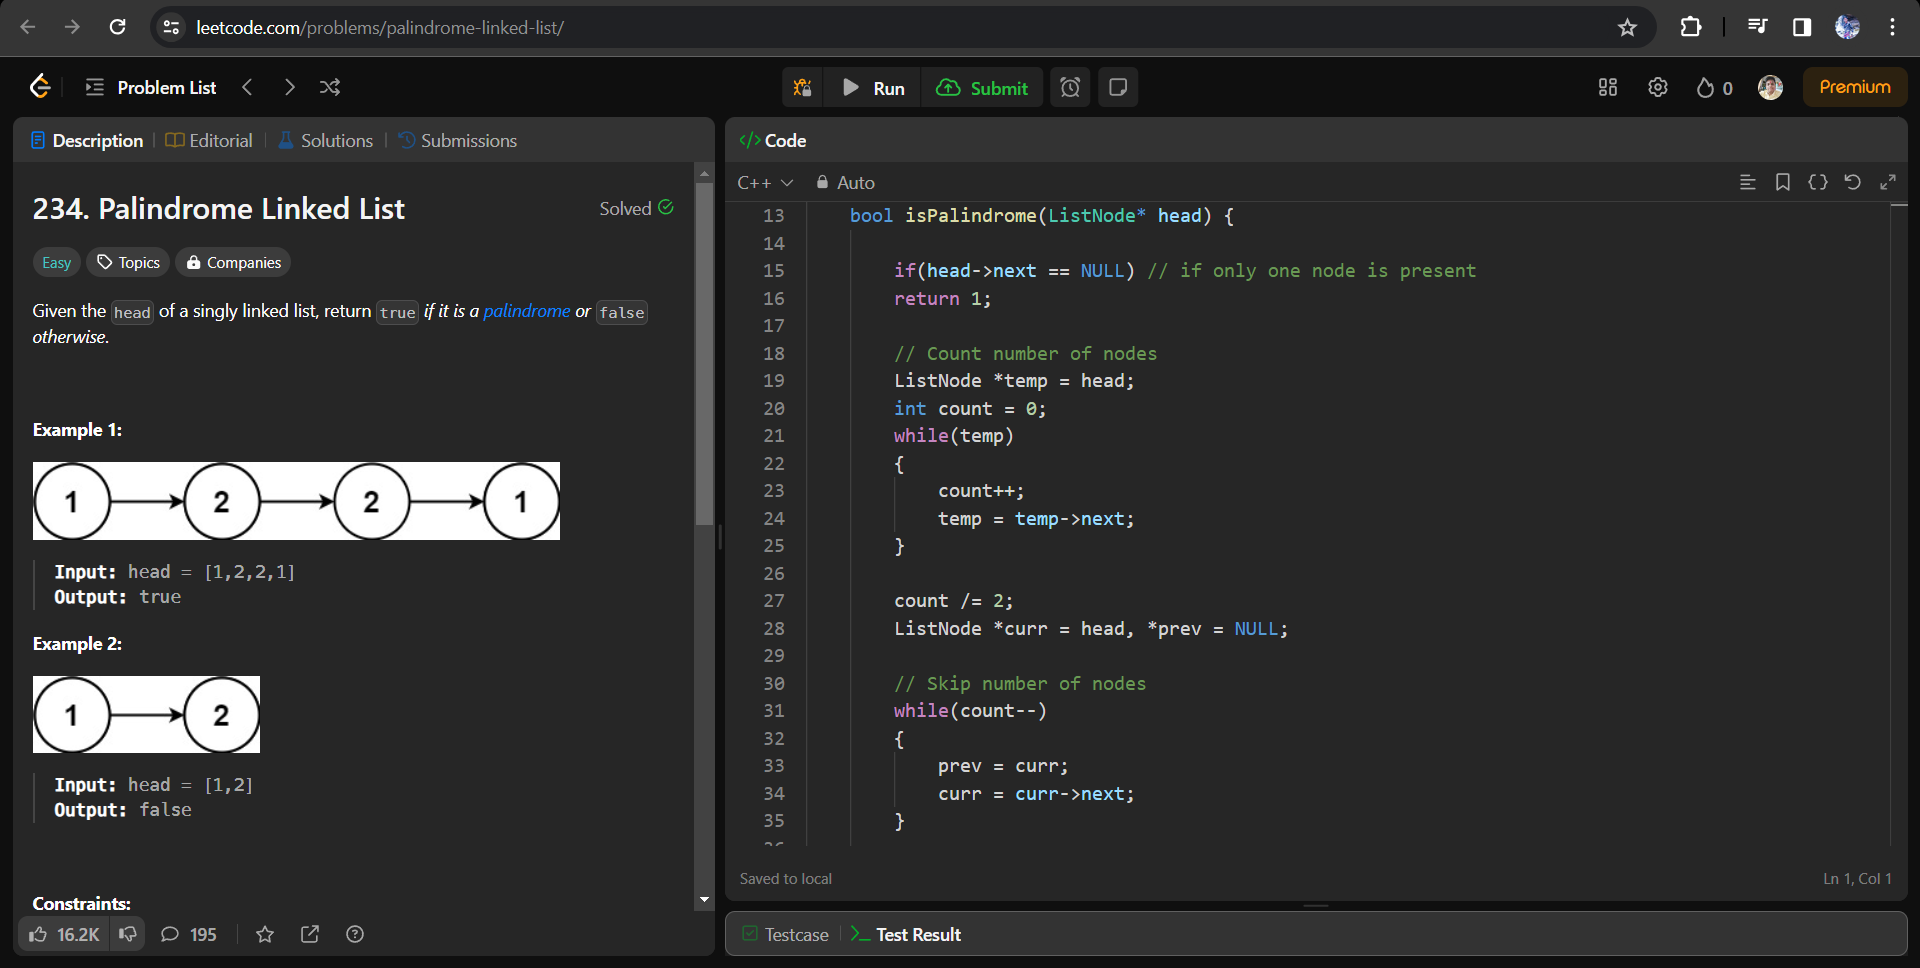 leetcode.com/problems/palindrome-linked-list/
Problem List
Run
Submit
0
Premium
Description
Editorial
Solutions
Submissions
234. Palindrome Linked List
Solved
Easy
Topics
Companies
Given the head of a singly linked list, return true if it is a palindrome or false
otherwise.
Example 1:
1 2 2 1
Input: head = [1,2,2,1]
Output: true
Example 2:
1 2
Input: head = [1,2]
Output: false
Constraints:
16.2K
195
</> Code
C++
Auto
13 bool isPalindrome(ListNode* head) {
14
15 if(head->next == NULL) // if only one node is present
16 return 1;
17
18 // Count number of nodes
19 ListNode *temp = head;
20 int count = 0;
21 while(temp)
22 {
23 count++;
24 temp = temp->next;
25 }
26
27 count /= 2;
28 ListNode *curr = head, *prev = NULL;
29
30 // Skip number of nodes
31 while(count--)
32 {
33 prev = curr;
34 curr = curr->next;
35 }
Saved to local
Ln 1, Col 1
Testcase
Test Result